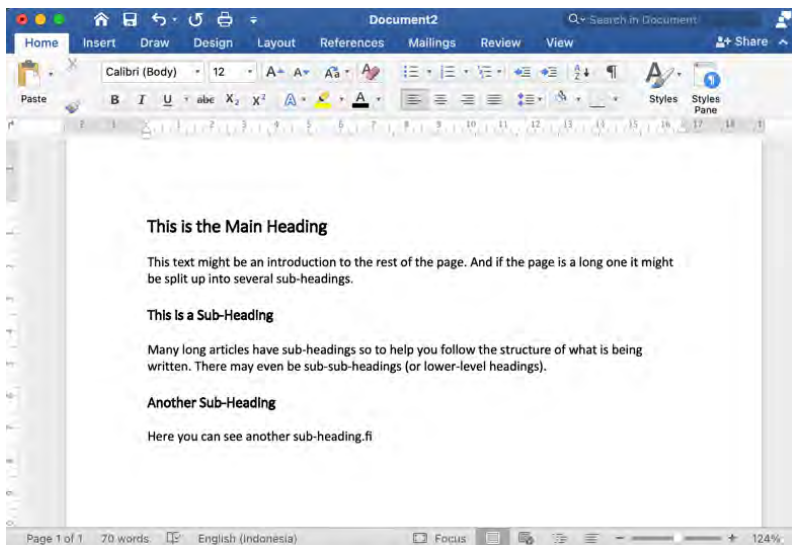 Document2
Search in Document
Home Insert Draw Design Layout References Mailings Review View Share
Paste
Calibri (Body) 12 A A Aa A
B I U abc X₂ X² A A
Styles Styles Pane
This is the Main Heading
This text might be an introduction to the rest of the page. And if the page is a long one it might
be split up into several sub-headings.
This is a Sub-Heading
Many long articles have sub-headings so to help you follow the structure of what is being
written. There may even be sub-sub-headings (or lower-level headings).
Another Sub-Heading
Here you can see another sub-heading.fi
Page 1 of 1 70 words English (Indonesia) Focus 124%